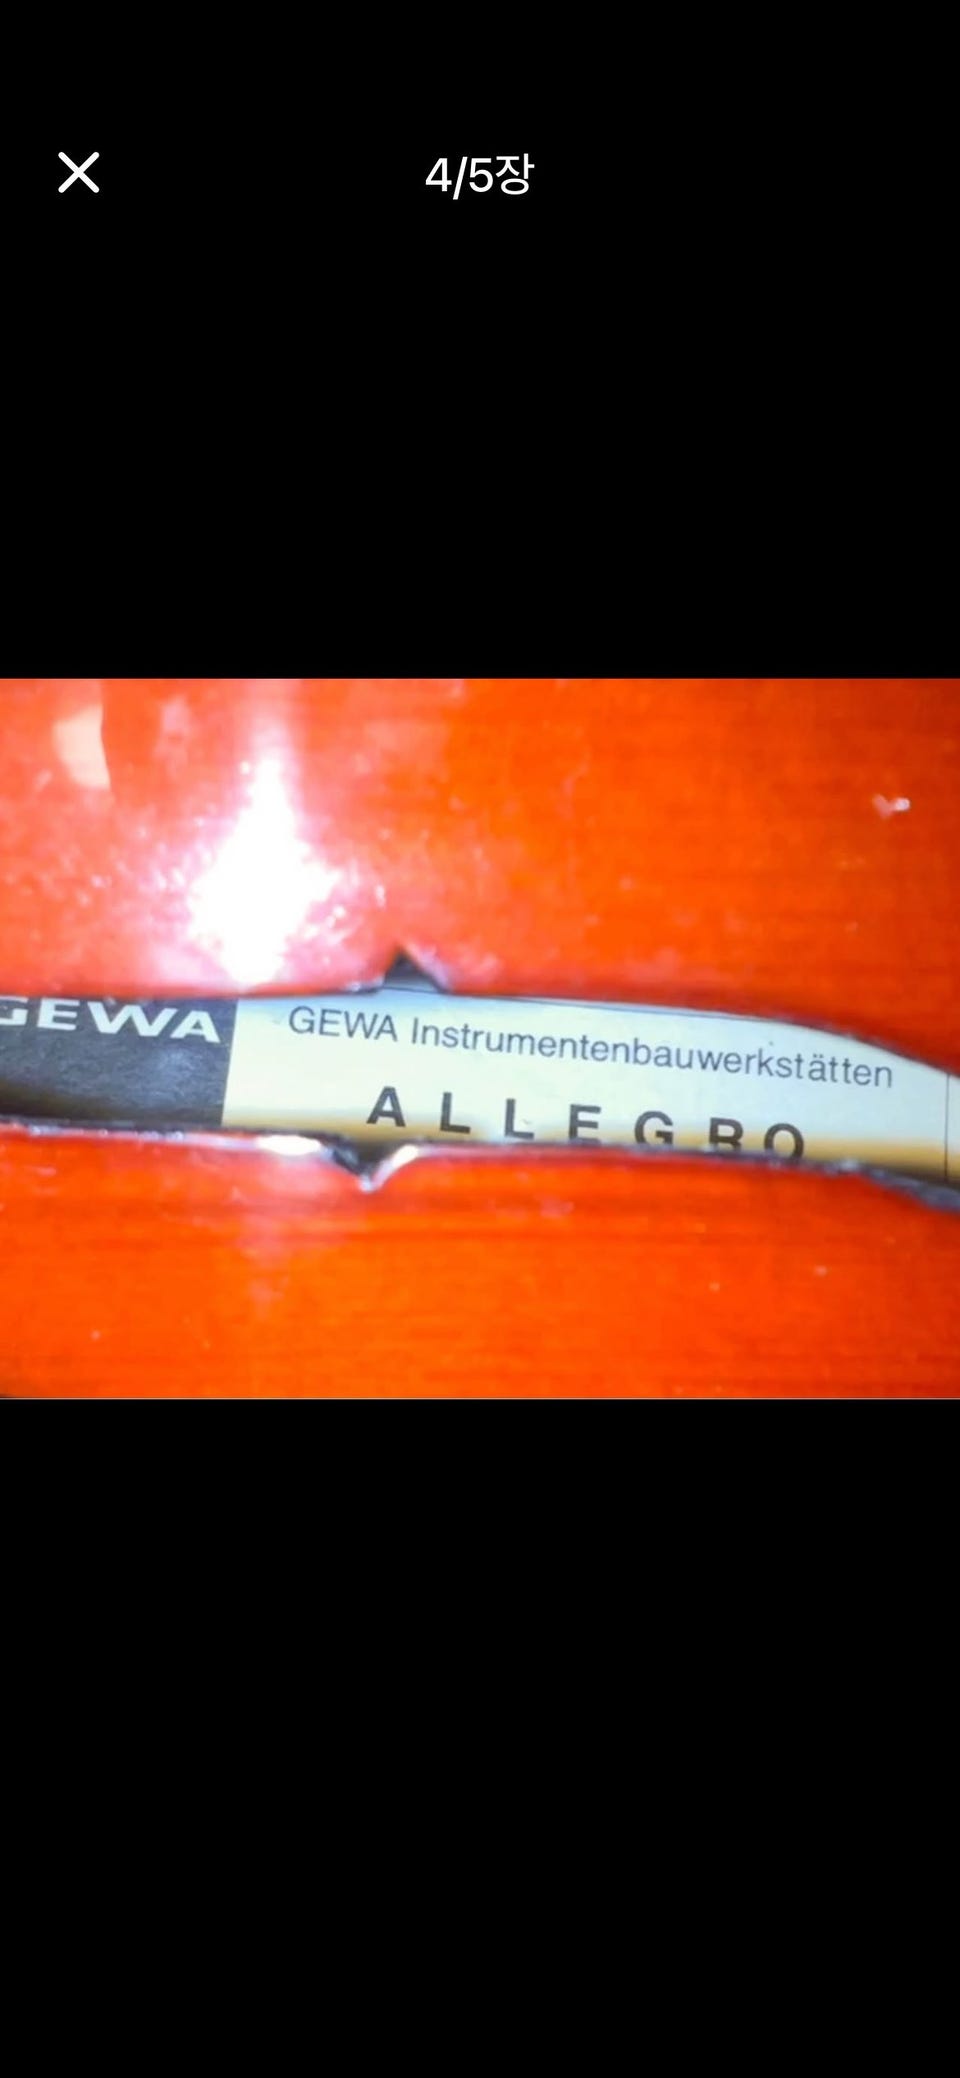 4/5장
GEWA
GEWA Instrumentenbauwerkstätten
ALLEGRO